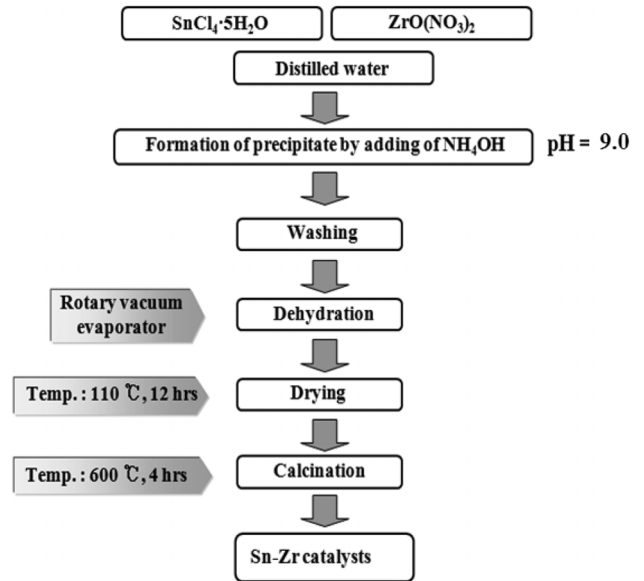 SnCl₄·5H₂O
ZrO(NO₃)₂
Distilled water
Formation of precipitate by adding of NH₄OH
pH = 9.0
Washing
Rotary vacuum
evaporator
Dehydration
Temp. : 110 ℃, 12 hrs
Drying
Temp. : 600 ℃, 4 hrs
Calcination
Sn-Zr catalysts